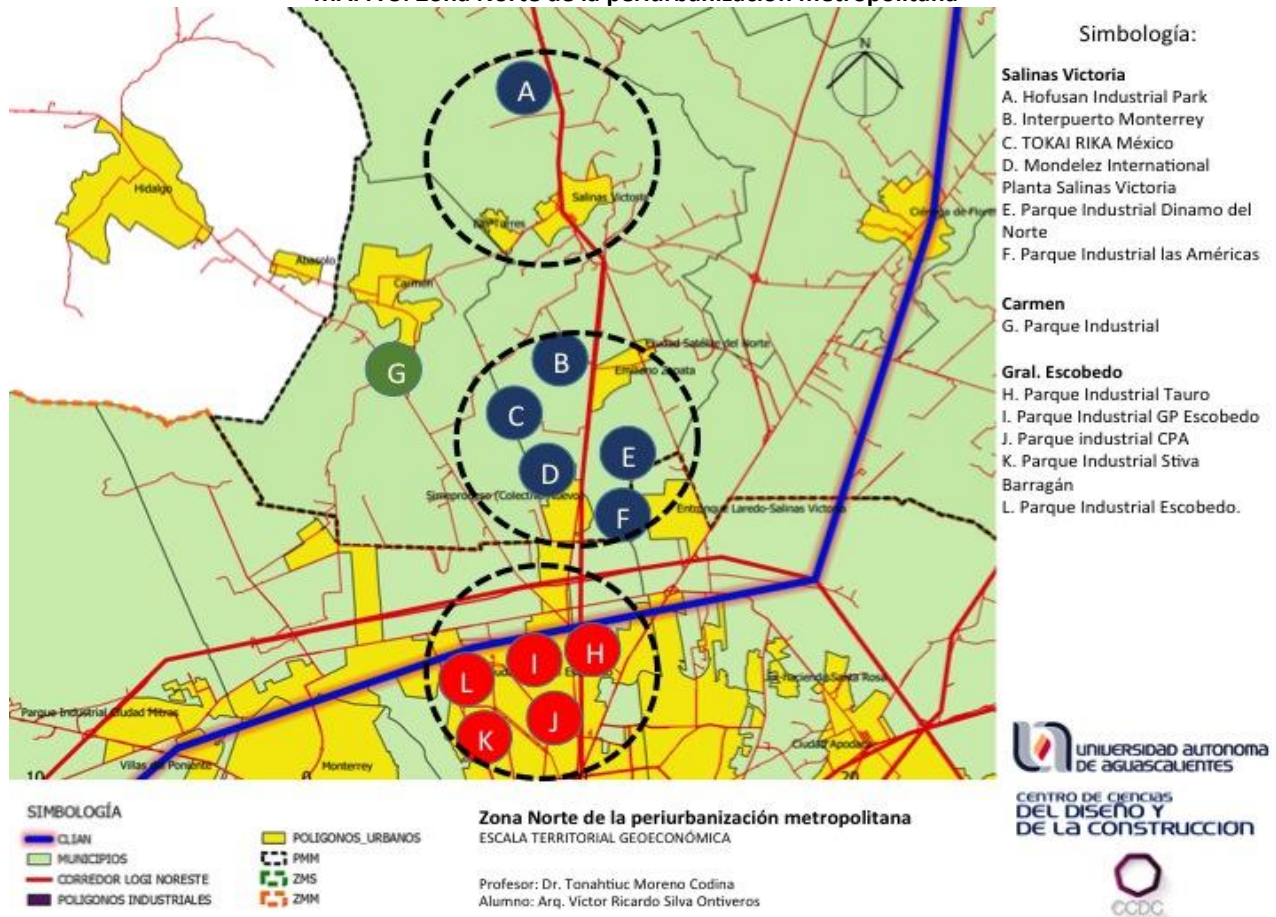 Zona Norte de la periurbanización metropolitana
Simbología:
Salinas Victoria
A. Hofusan Industrial Park
B. Interpuerto Monterrey
C. TOKAI RIKA México
D. Mondelez International
Planta Salinas Victoria
E. Parque Industrial Dinamo del
Norte
F. Parque Industrial las Américas
Carmen
G. Parque Industrial
Gral. Escobedo
H. Parque Industrial Tauro
I. Parque Industrial GP Escobedo
J. Parque industrial CPA
K. Parque Industrial Stiva
Barragán
L. Parque Industrial Escobedo.
N
A
Hidalgo
Salinas Victoria
Abasolo
Carmen
G
B
Ciudad Satélite del Norte
Emiliano Zapata
C
D
E
F
Entronque Laredo-Salinas Victoria
H
I
L
J
K
Parque Industrial Ciudad Mitras
Villas del Poniente
Monterrey
Ciudad Apodaca
10
0
20
UNIVERSIDAD AUTONOMA
DE AGUASCALIENTES
CENTRO DE CIENCIAS
DEL DISEÑO Y
DE LA CONSTRUCCION
CCDC
SIMBOLOGÍA
CLIAN
MUNICIPIOS
CORREDOR LOGI NORESTE
POLIGONOS INDUSTRIALES
POLIGONOS_URBANOS
PMM
ZMS
ZMM
Zona Norte de la periurbanización metropolitana
ESCALA TERRITORIAL GEOECONÓMICA
Profesor: Dr. Tonahtiuc Moreno Codina
Alumno: Arq. Víctor Ricardo Silva Ontiveros